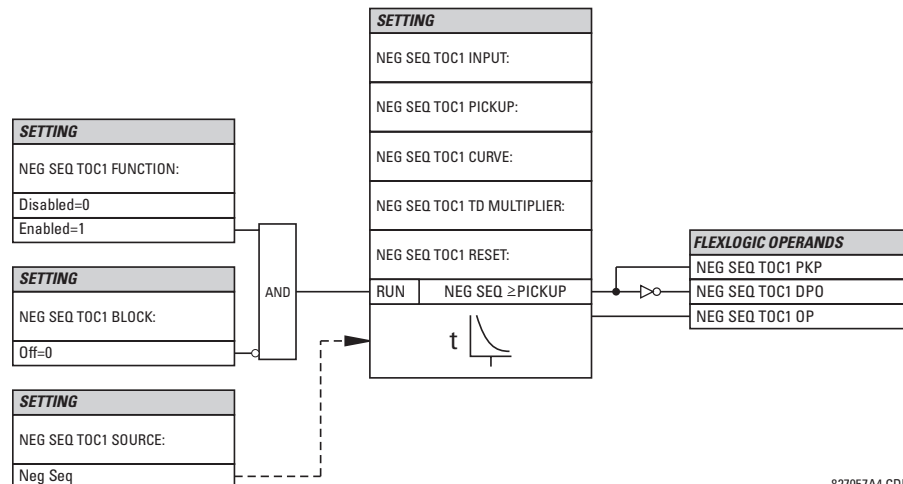 SETTING
NEG SEQ TOC1 FUNCTION:
Disabled=0
Enabled=1
SETTING
NEG SEQ TOC1 BLOCK:
Off=0
SETTING
NEG SEQ TOC1 SOURCE:
Neg Seq
AND
SETTING
NEG SEQ TOC1 INPUT:
NEG SEQ TOC1 PICKUP:
NEG SEQ TOC1 CURVE:
NEG SEQ TOC1 TD MULTIPLIER:
NEG SEQ TOC1 RESET:
RUN NEG SEQ ≥PICKUP
t
FLEXLOGIC OPERANDS
NEG SEQ TOC1 PKP
NEG SEQ TOC1 DPO
NEG SEQ TOC1 OP